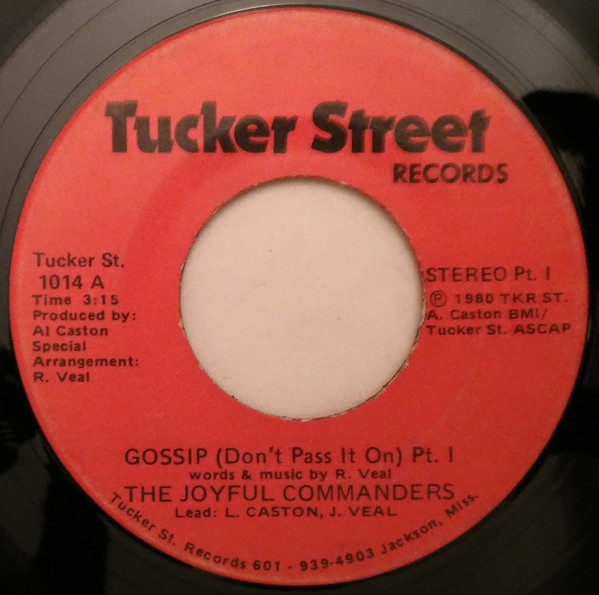 Tucker Street
RECORDS
Tucker St.
1014 A
Time 3:15
Produced by:
Al Caston
Special
Arrangement:
R. Veal
STEREO Pt. I
℗ 1980 TKR ST.
A. Caston BMI/
Tucker St. ASCAP
GOSSIP (Don't Pass It On) Pt. I
words & music by R. Veal
THE JOYFUL COMMANDERS
Lead: L. CASTON, J. VEAL
Tucker St. Records 601 - 939-4903 Jackson, Miss.